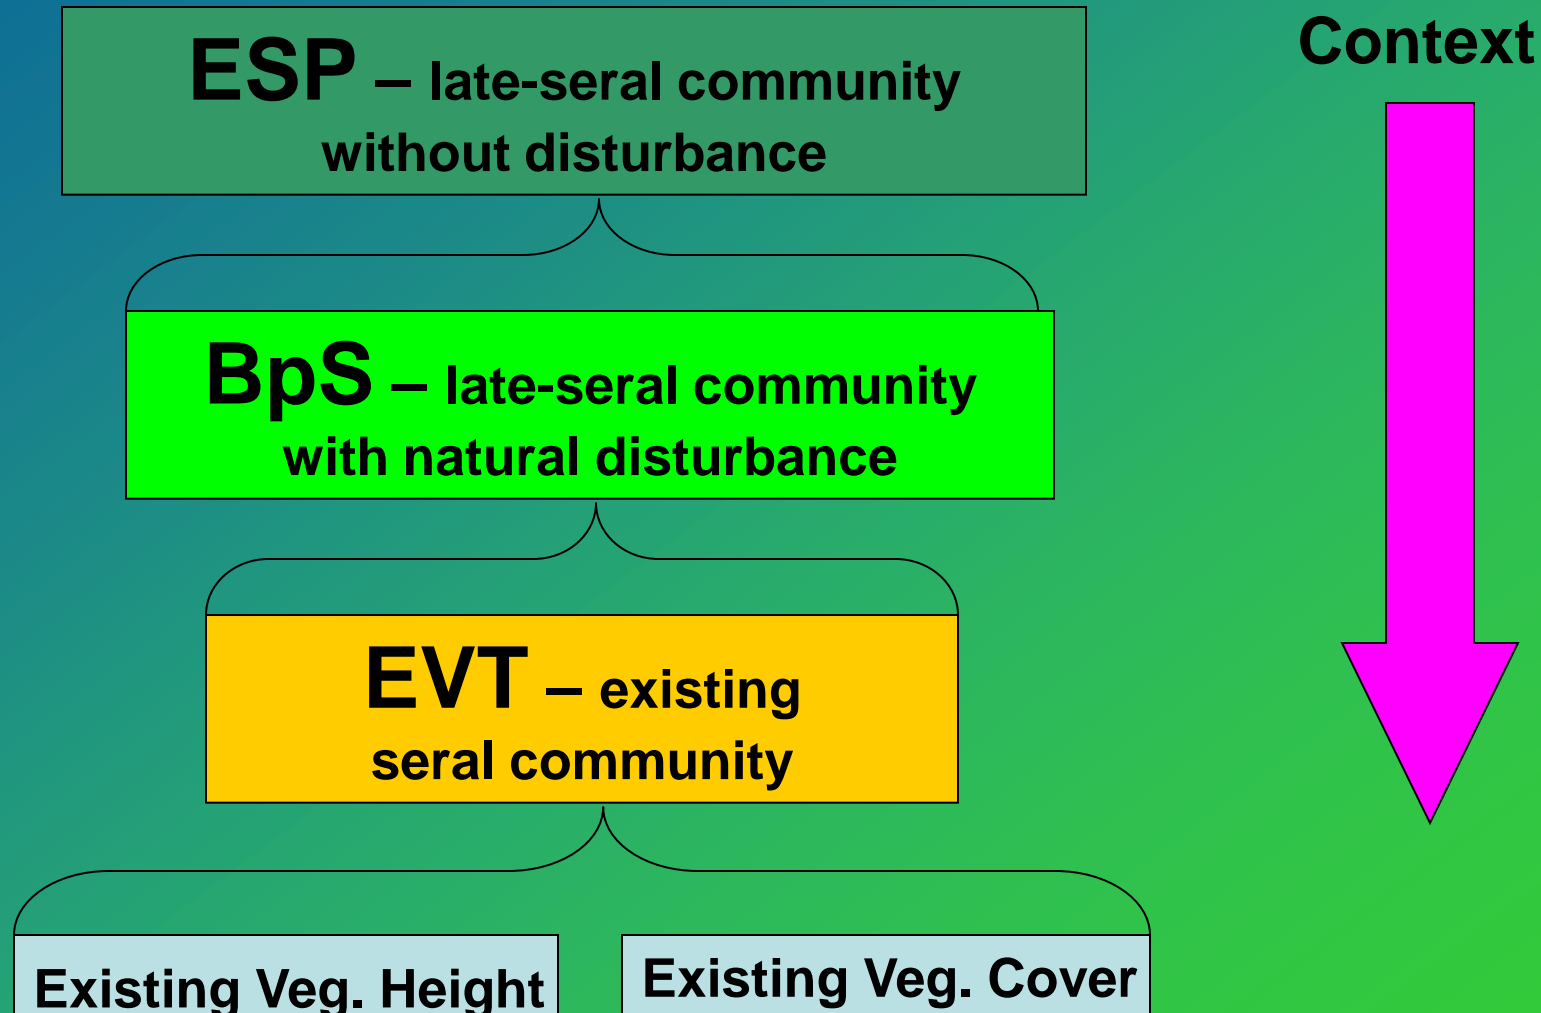 ESP – late-seral community
without disturbance
Context
BpS – late-seral community
with natural disturbance
EVT – existing
seral community
Existing Veg. Height
Existing Veg. Cover